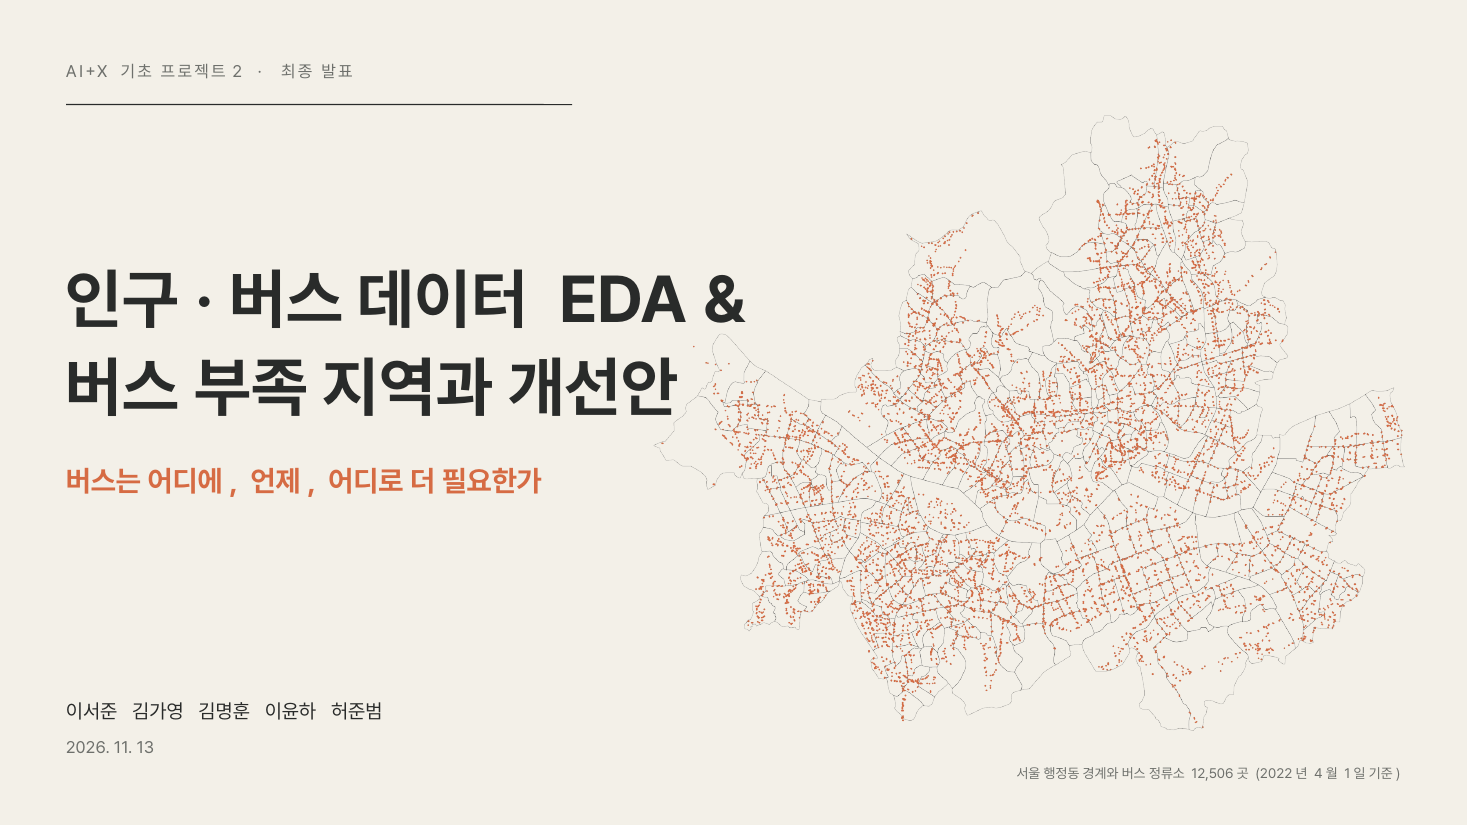 AI+X 기초 프로젝트 2 · 최종 발표
인구 · 버스 데이터 EDA &
버스 부족 지역과 개선안
버스는 어디에 , 언제 , 어디로 더 필요한가
이서준 김가영 김명훈 이윤하 허준범
2026. 11. 13
서울 행정동 경계와 버스 정류소 12,506 곳 (2022 년 4 월 1 일 기준 )